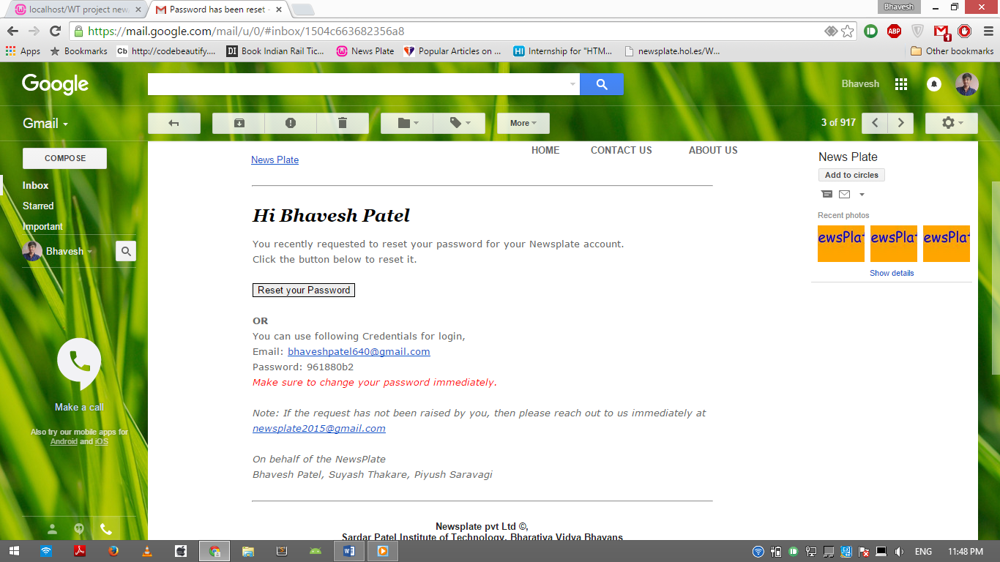 localhost/WT project new,
Password has been reset -
Bhavesh
https://mail.google.com/mail/u/0/#inbox/1504c663682356a8
ABP
1
Apps
Bookmarks
Cb http://codebeautify....
DI Book Indian Rail Tic...
News Plate
Popular Articles on ...
HI Internship for "HTM...
newsplate.hol.es/W...
Other bookmarks
Google
Bhavesh
Gmail
More
3 of 917
COMPOSE
Inbox
Starred
Important
Bhavesh
Make a call
Also try our mobile apps for
Android and iOS
HOME CONTACT US ABOUT US
News Plate
Hi Bhavesh Patel
You recently requested to reset your password for your Newsplate account.
Click the button below to reset it.
Reset your Password
OR
You can use following Credentials for login,
Email: bhaveshpatel640@gmail.com
Password: 961880b2
Make sure to change your password immediately.
Note: If the request has not been raised by you, then please reach out to us immediately at
newsplate2015@gmail.com
On behalf of the NewsPlate
Bhavesh Patel, Suyash Thakare, Piyush Saravagi
Newsplate pvt Ltd ©,
Sardar Patel Institute of Technology, Bharatiya Vidya Bhavans
News Plate
Add to circles
Recent photos
ewsPlat
ewsPlat
ewsPlat
Show details
ENG
11:48 PM